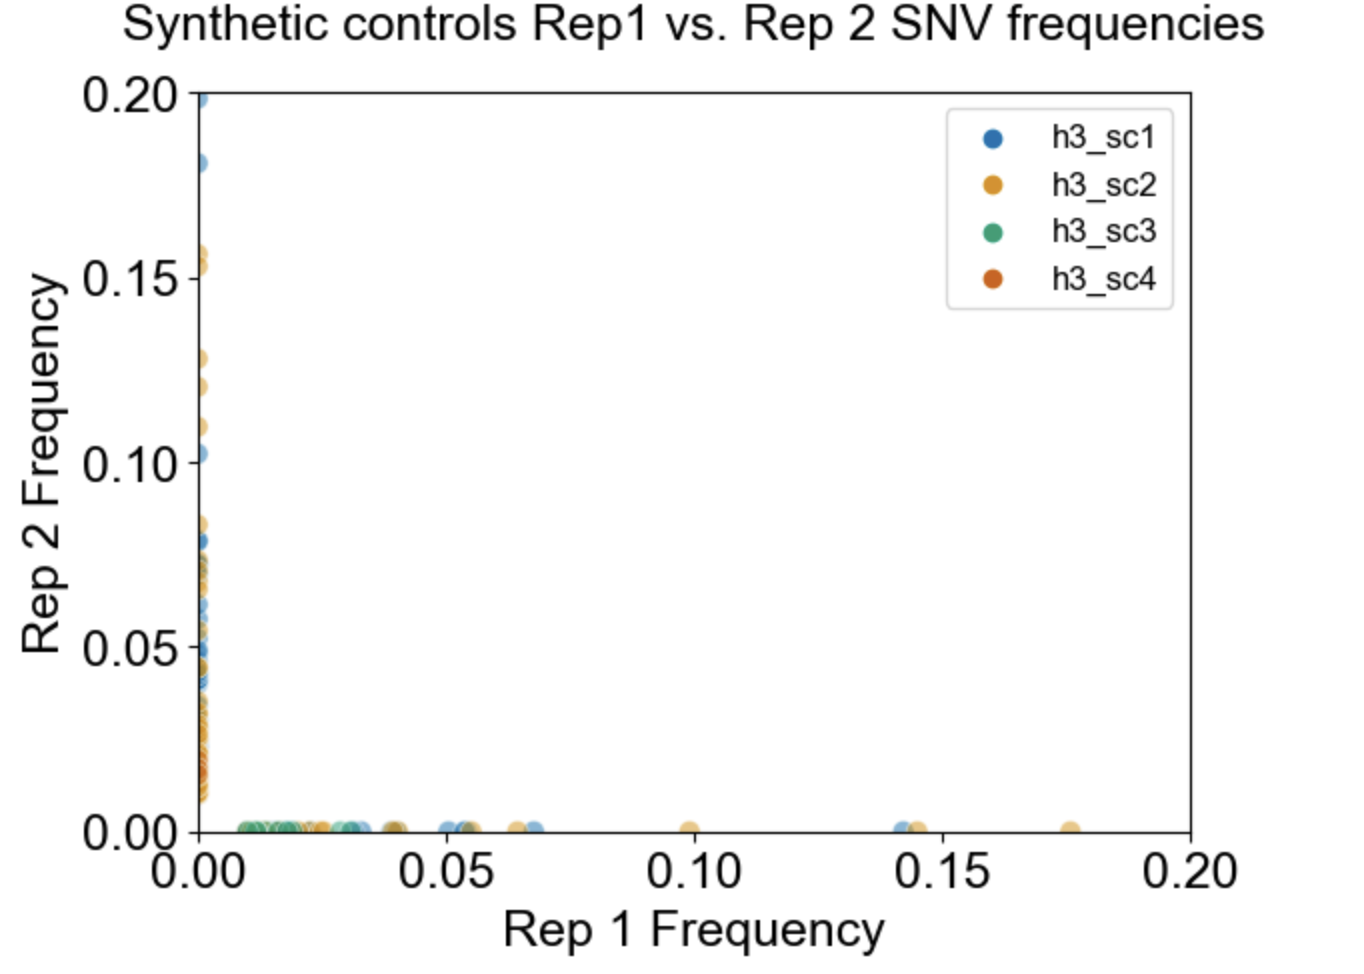 Synthetic controls Rep1 vs. Rep 2 SNV frequencies
0.20
0.15
0.10
0.05
0.00
Rep 2 Frequency
h3_sc1
h3_sc2
h3_sc3
h3_sc4
0.00 0.05 0.10 0.15 0.20
Rep 1 Frequency